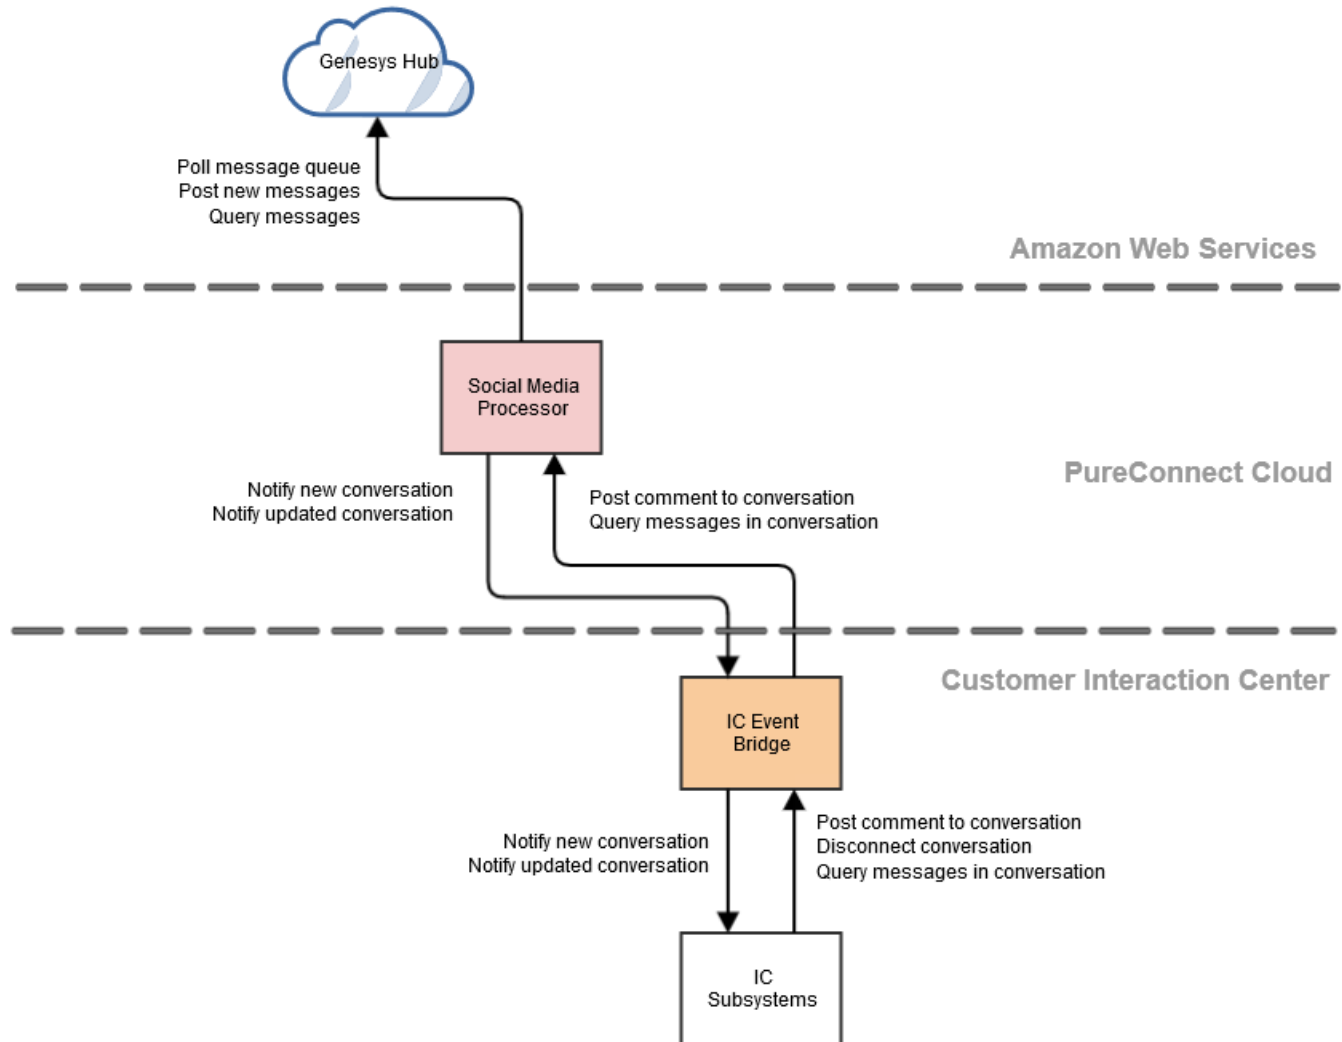 Genesys Hub
Poll message queue
Post new messages
Query messages
Amazon Web Services
Social Media
Processor
PureConnect Cloud
Notify new conversation
Notify updated conversation
Post comment to conversation
Query messages in conversation
Customer Interaction Center
IC Event
Bridge
Notify new conversation
Notify updated conversation
Post comment to conversation
Disconnect conversation
Query messages in conversation
IC
Subsystems